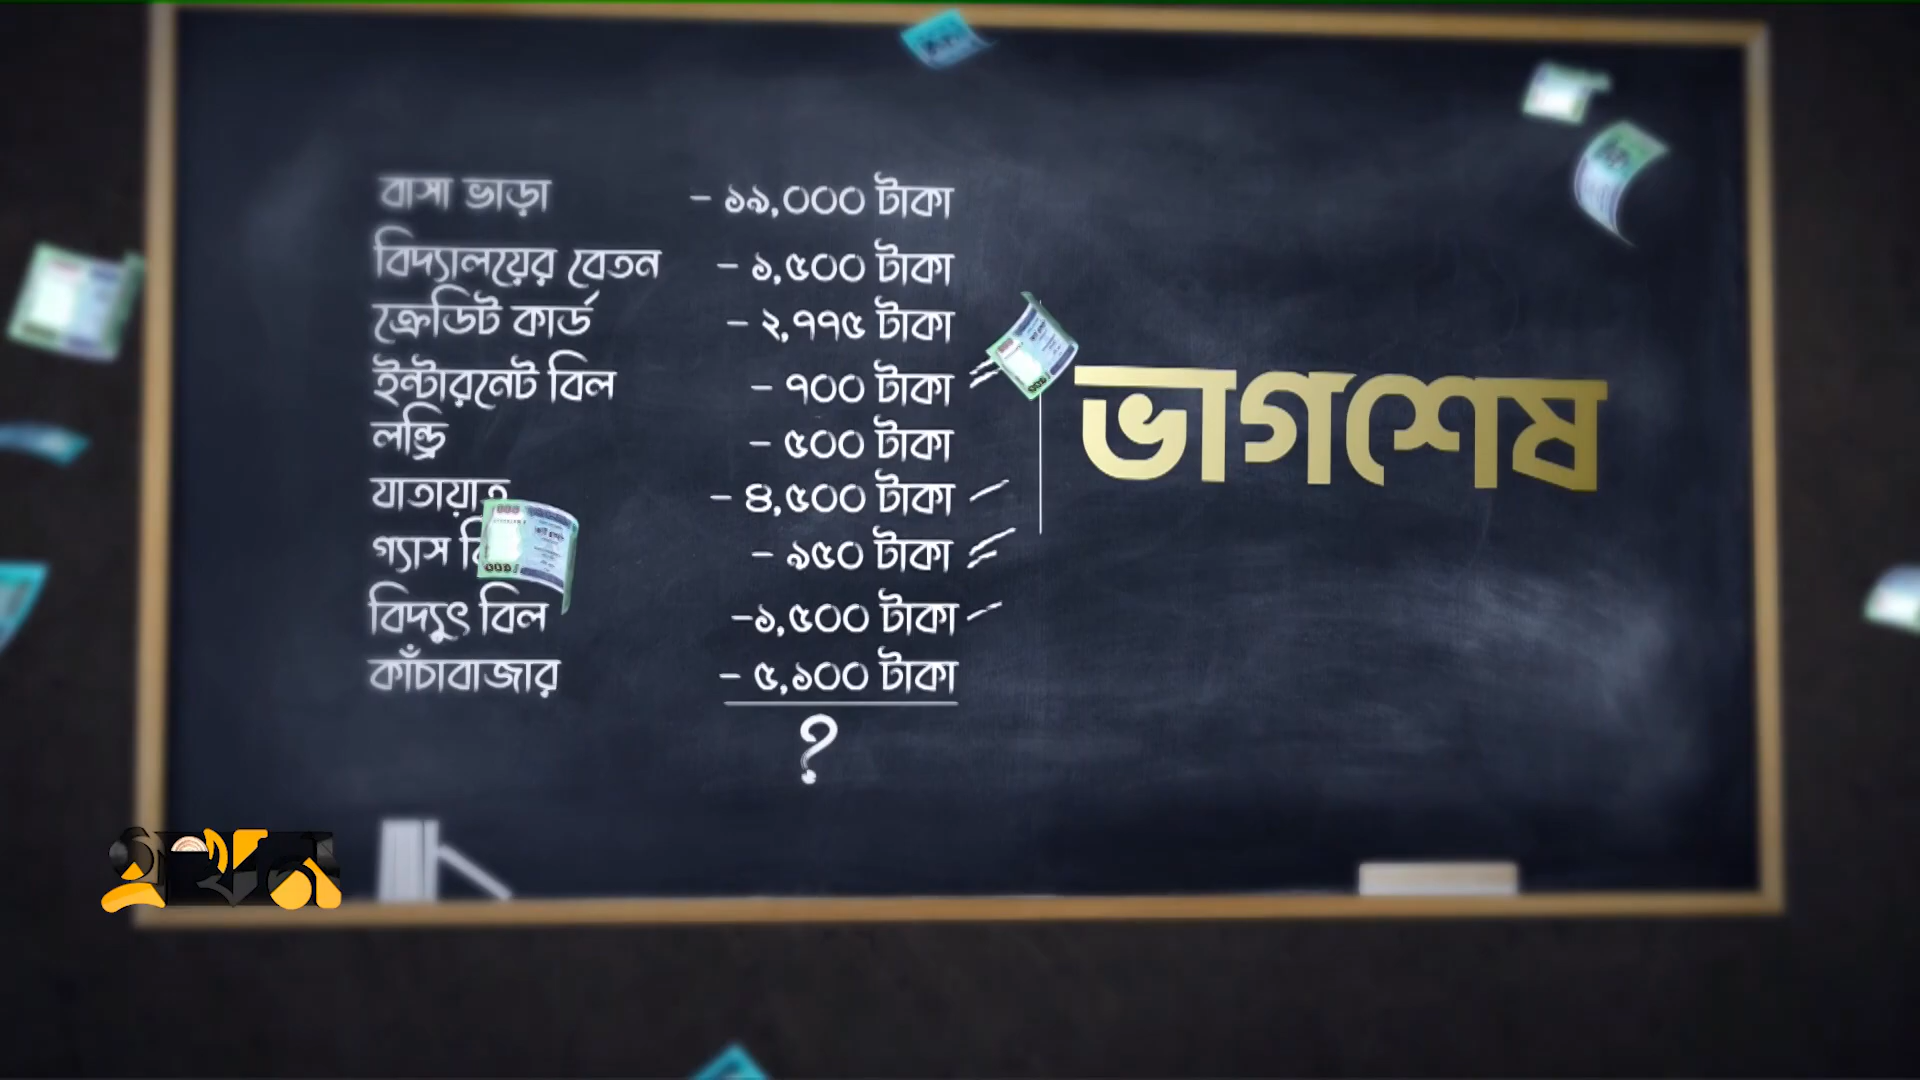 বাসা ভাড়া – ১৯,০০০ টাকা
বিদ্যালয়ের বেতন – ১,৫০০ টাকা
ক্রেডিট কার্ড – ২,৭৭৫ টাকা
ইন্টারনেট বিল – ৭০০ টাকা
লন্ড্রি – ৫০০ টাকা
যাতায়াত – ৪,৫০০ টাকা
গ্যাস – ৯৫০ টাকা
বিদ্যুৎ বিল –১,৫০০ টাকা
কাঁচাবাজার – ৫,১০০ টাকা
?
ভাগশেষ